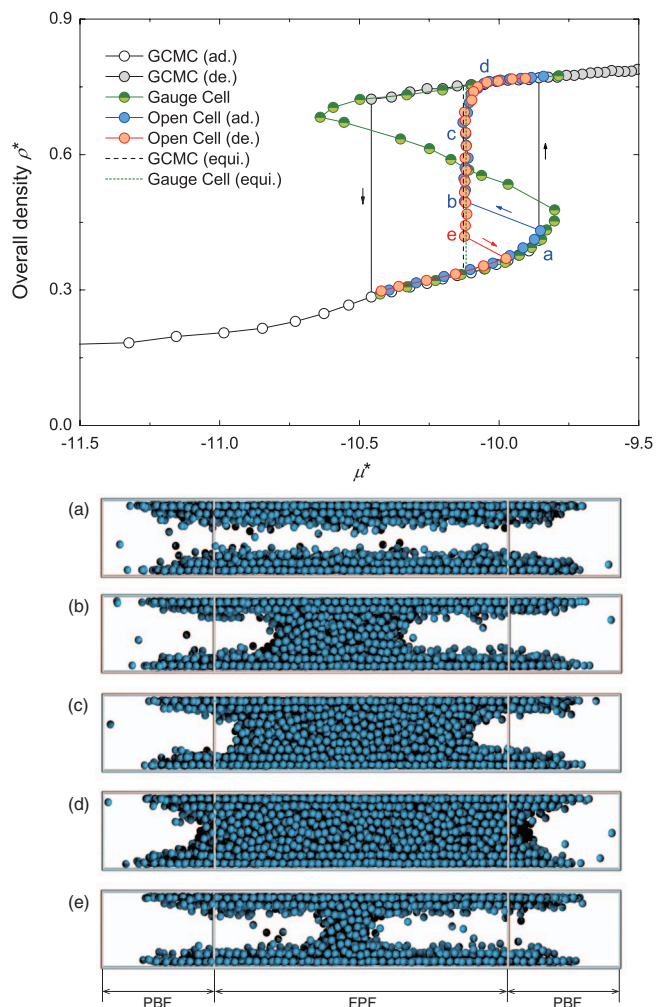 0.9
GCMC (ad.)
GCMC (de.)
Gauge Cell
Open Cell (ad.)
Open Cell (de.)
GCMC (equi.)
Gauge Cell (equi.)
d
c
b
e
a
0.6
0.3
0.0
Overall density ρ*
-11.5 -11.0 -10.5 -10.0 -9.5
μ*
(a)
(b)
(c)
(d)
(e)
PBF FPF PBF